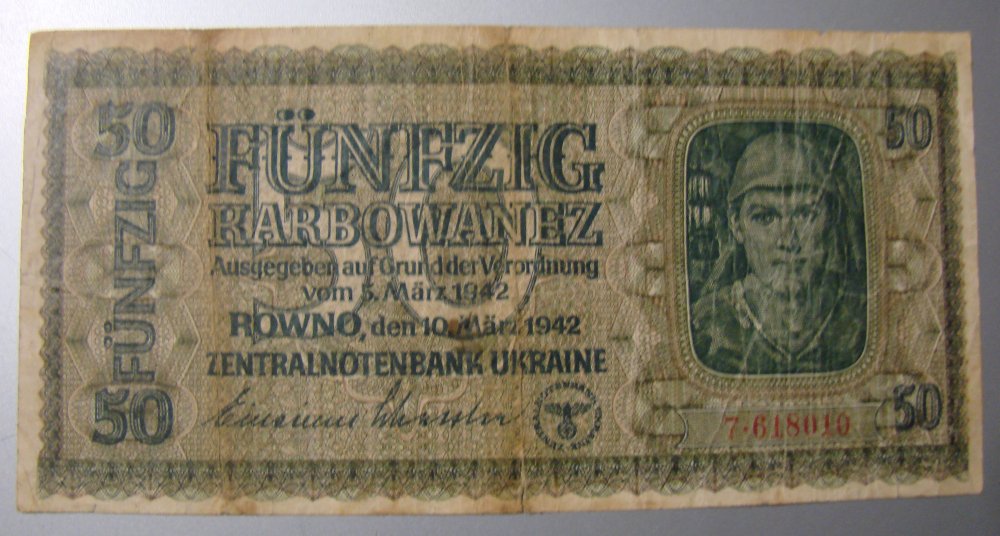 50
50
FÜNFZIG
FÜNFZIG
KARBOWANEZ
Ausgegeben auf Grund der Verordnung
vom 5. März 1942
ROWNO, den 10. März 1942
ZENTRALNOTENBANK UKRAINE
50
7·618010
50
50